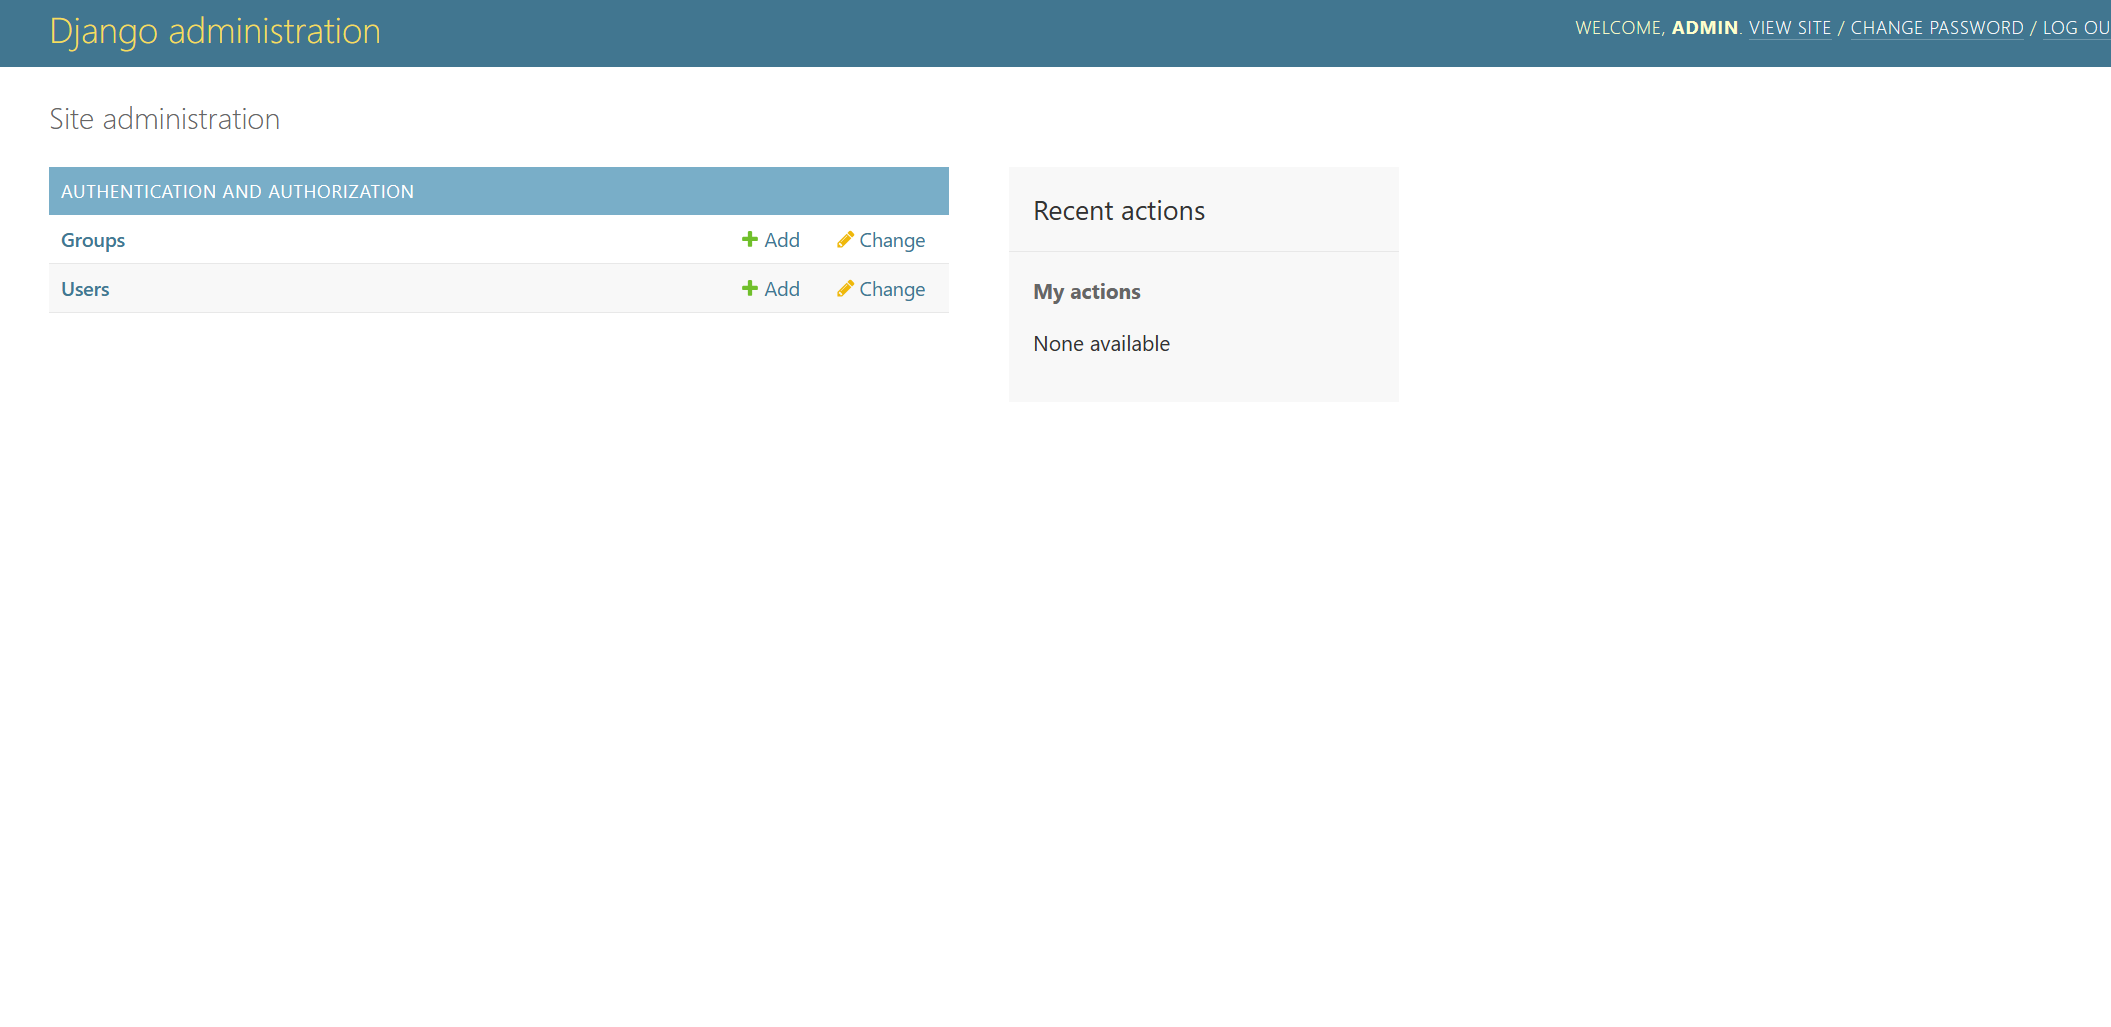 Django administration
WELCOME, ADMIN. VIEW SITE / CHANGE PASSWORD / LOG OU
Site administration
AUTHENTICATION AND AUTHORIZATION
Groups Add Change
Users Add Change
Recent actions
My actions
None available